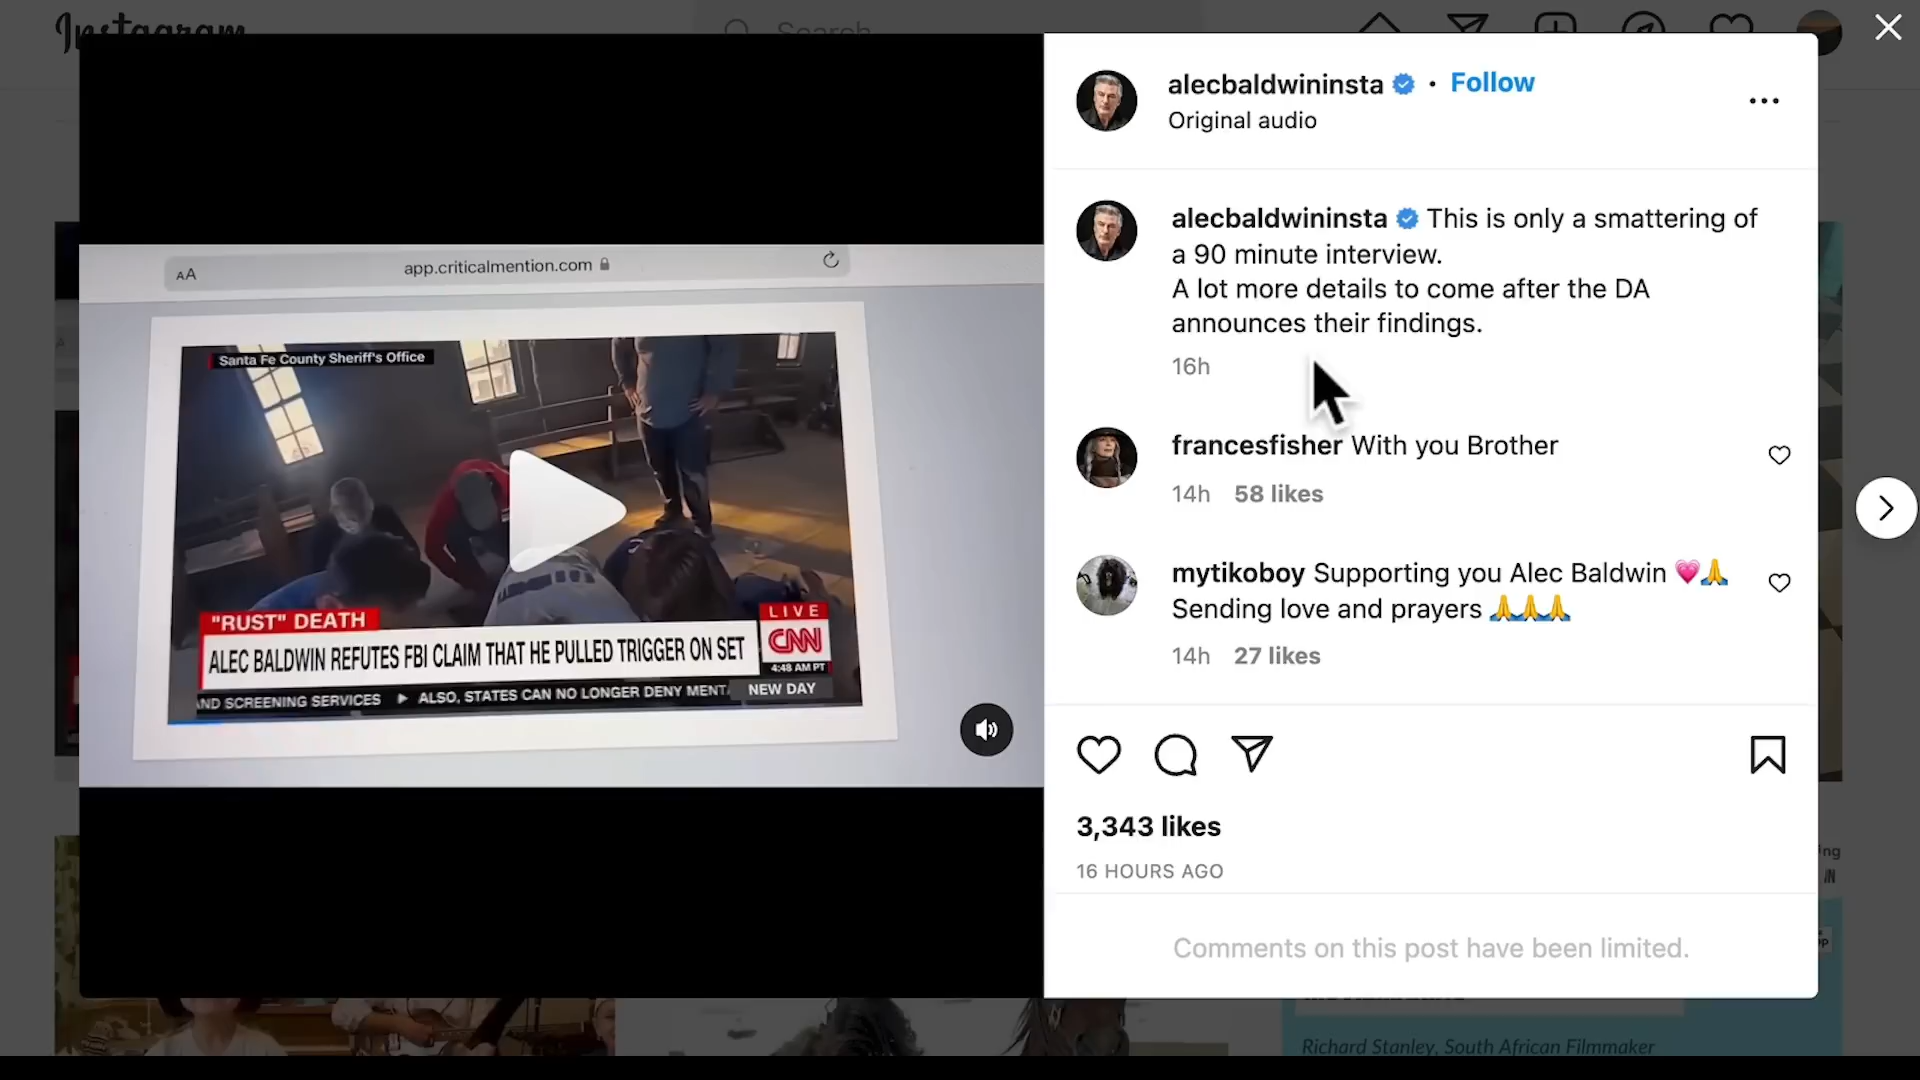 Instagram
Search
alecbaldwininsta • Follow
Original audio
alecbaldwininsta This is only a smattering of
a 90 minute interview.
A lot more details to come after the DA
announces their findings.
16h
francesfisher With you Brother
14h 58 likes
mytikoboy Supporting you Alec Baldwin 💗🙏
Sending love and prayers 🙏🙏🙏
14h 27 likes
3,343 likes
16 HOURS AGO
Comments on this post have been limited.
AA app.criticalmention.com
Santa Fe County Sheriff's Office
"RUST" DEATH
LIVE
CNN
ALEC BALDWIN REFUTES FBI CLAIM THAT HE PULLED TRIGGER ON SET
4:48 AM PT
AND SCREENING SERVICES ▶ ALSO, STATES CAN NO LONGER DENY MENT
NEW DAY
Richard Stanley, South African Filmmaker